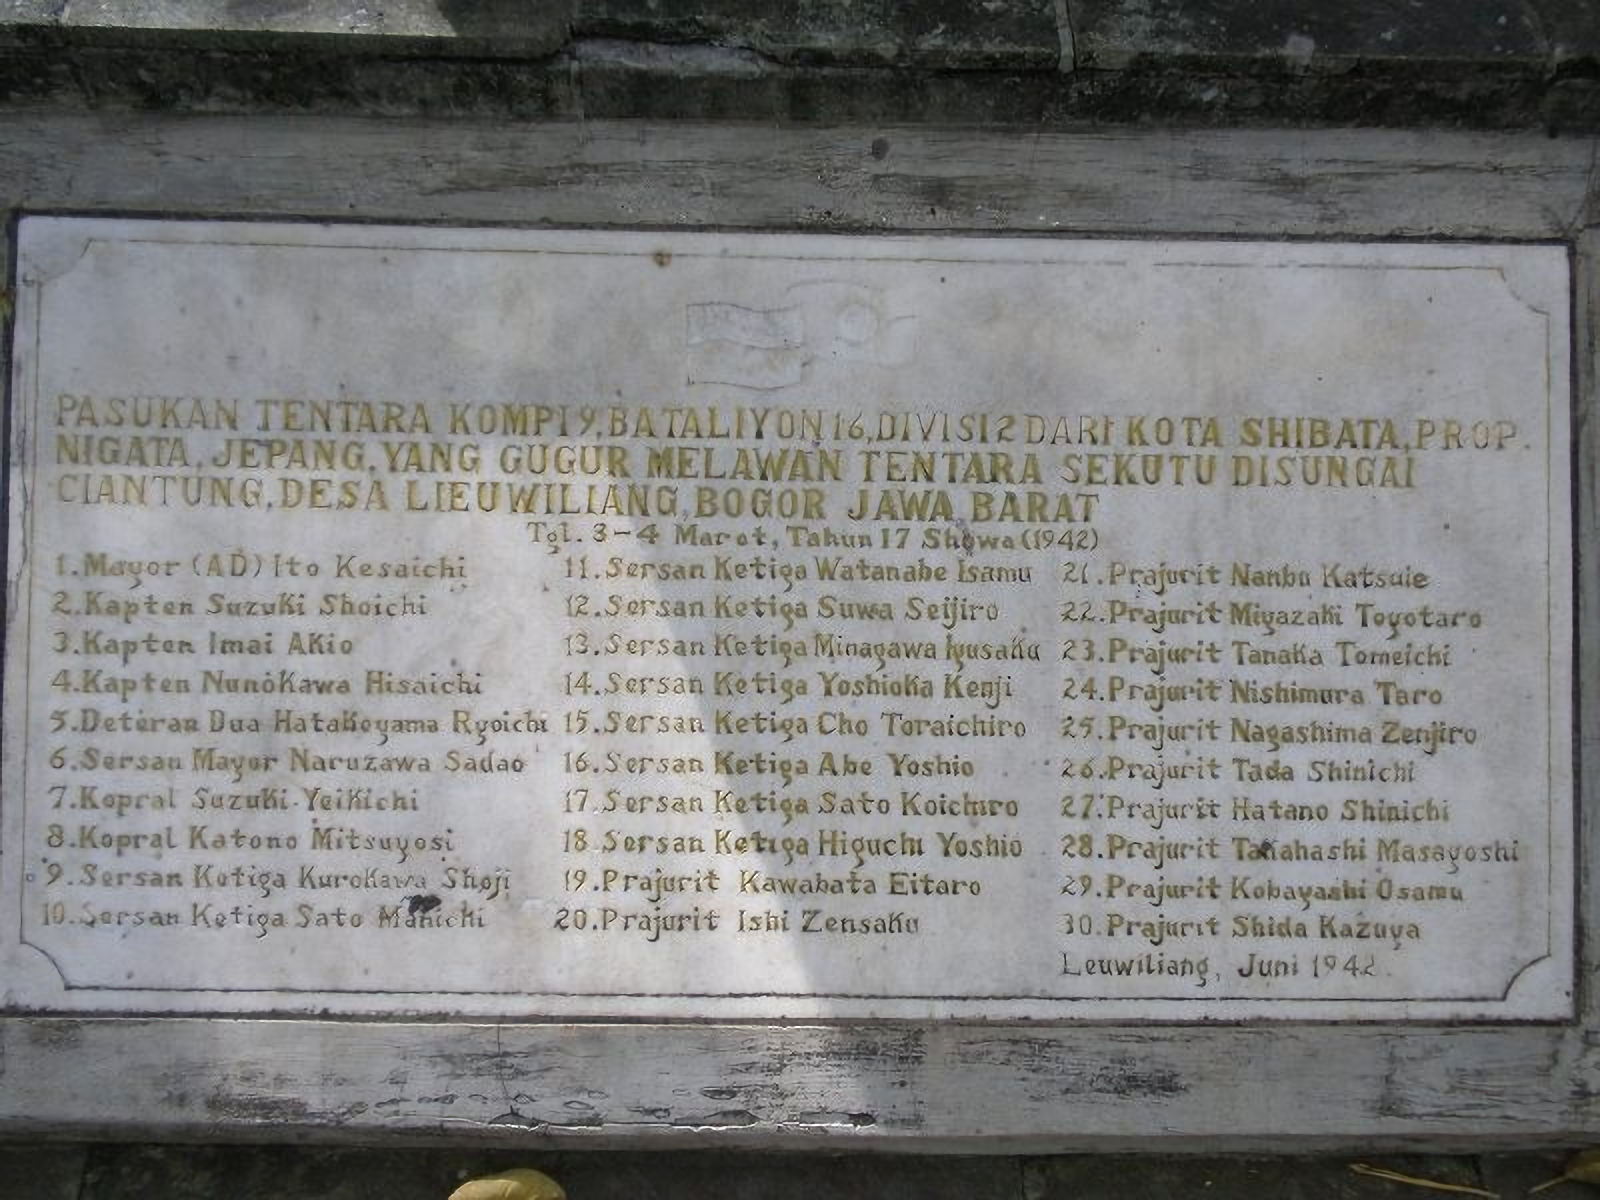 PASUKAN TENTARA KOMPI 9, BATALIYON 16, DIVISI 2 DARI KOTA SHIBATA, PROP.
NIGATA, JEPANG, YANG GUGUR MELAWAN TENTARA SEKUTU DISUNGAI
CIANTUNG, DESA LIEUWILIANG, BOGOR JAWA BARAT
Tgl. 3-4 Maret, Tahun 17 Showa (1942)
1. Mayor (AD) Ito Kesaichi
2. Kapten Suzuki Shoichi
3. Kapten Imai Akio
4. Kapten Nunokawa Hisaichi
5. Deteran Dua Hatakeyama Ryoichi
6. Sersan Mayor Naruzawa Sadao
7. Kopral Suzuki Yeikichi
8. Kopral Katono Mitsuyosi
9. Sersan Ketiga Kurokawa Shoji
10. Sersan Ketiga Sato
11. Sersan Ketiga Watanabe Isamu
12. Sersan Ketiga Suwa Seijiro
13. Sersan Ketiga Minagawa Iyusaku
14. Sersan Ketiga Yoshioka Kenji
15. Sersan Ketiga Cho Toraichiro
16. Sersan Ketiga Abe Yoshio
17. Sersan Ketiga Sato Koichiro
18. Sersan Ketiga Higuchi Yoshio
19. Prajurit Kawabata Eitaro
20. Prajurit Ishi Zensaku
21. Prajurit Nanbu Katsuie
22. Prajurit Miyazaki Toyotaro
23. Prajurit Tanaka Tomeichi
24. Prajurit Nishimura Taro
25. Prajurit Nagashima Zenjiro
26. Prajurit Tada Shinichi
27. Prajurit Hatano Shinichi
28. Prajurit Takahashi Masayoshi
29. Prajurit Kobayashi Osamu
30. Prajurit Shida Kazuya
Leuwiliang, Juni 1942.